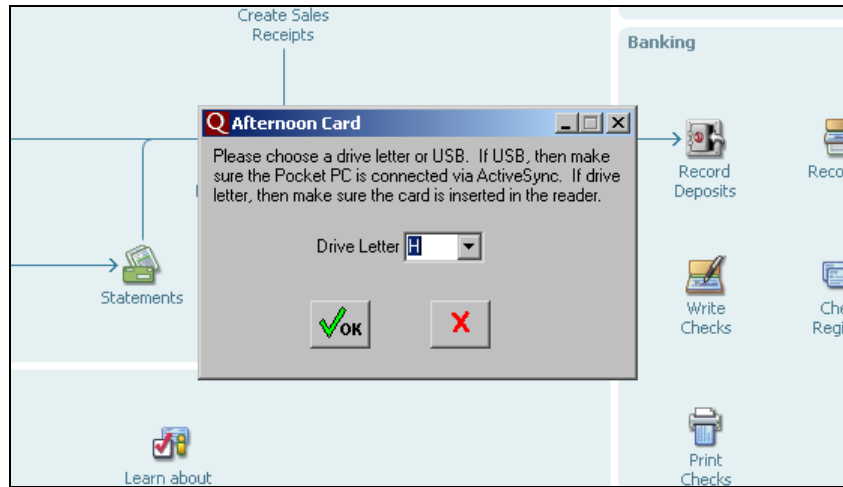 Create Sales
Receipts
Banking
Afternoon Card
Please choose a drive letter or USB. If USB, then make
sure the Pocket PC is connected via ActiveSync. If drive
letter, then make sure the card is inserted in the reader.
Drive Letter H
OK
Statements
Record
Deposits
Write
Checks
Print
Checks
Learn about